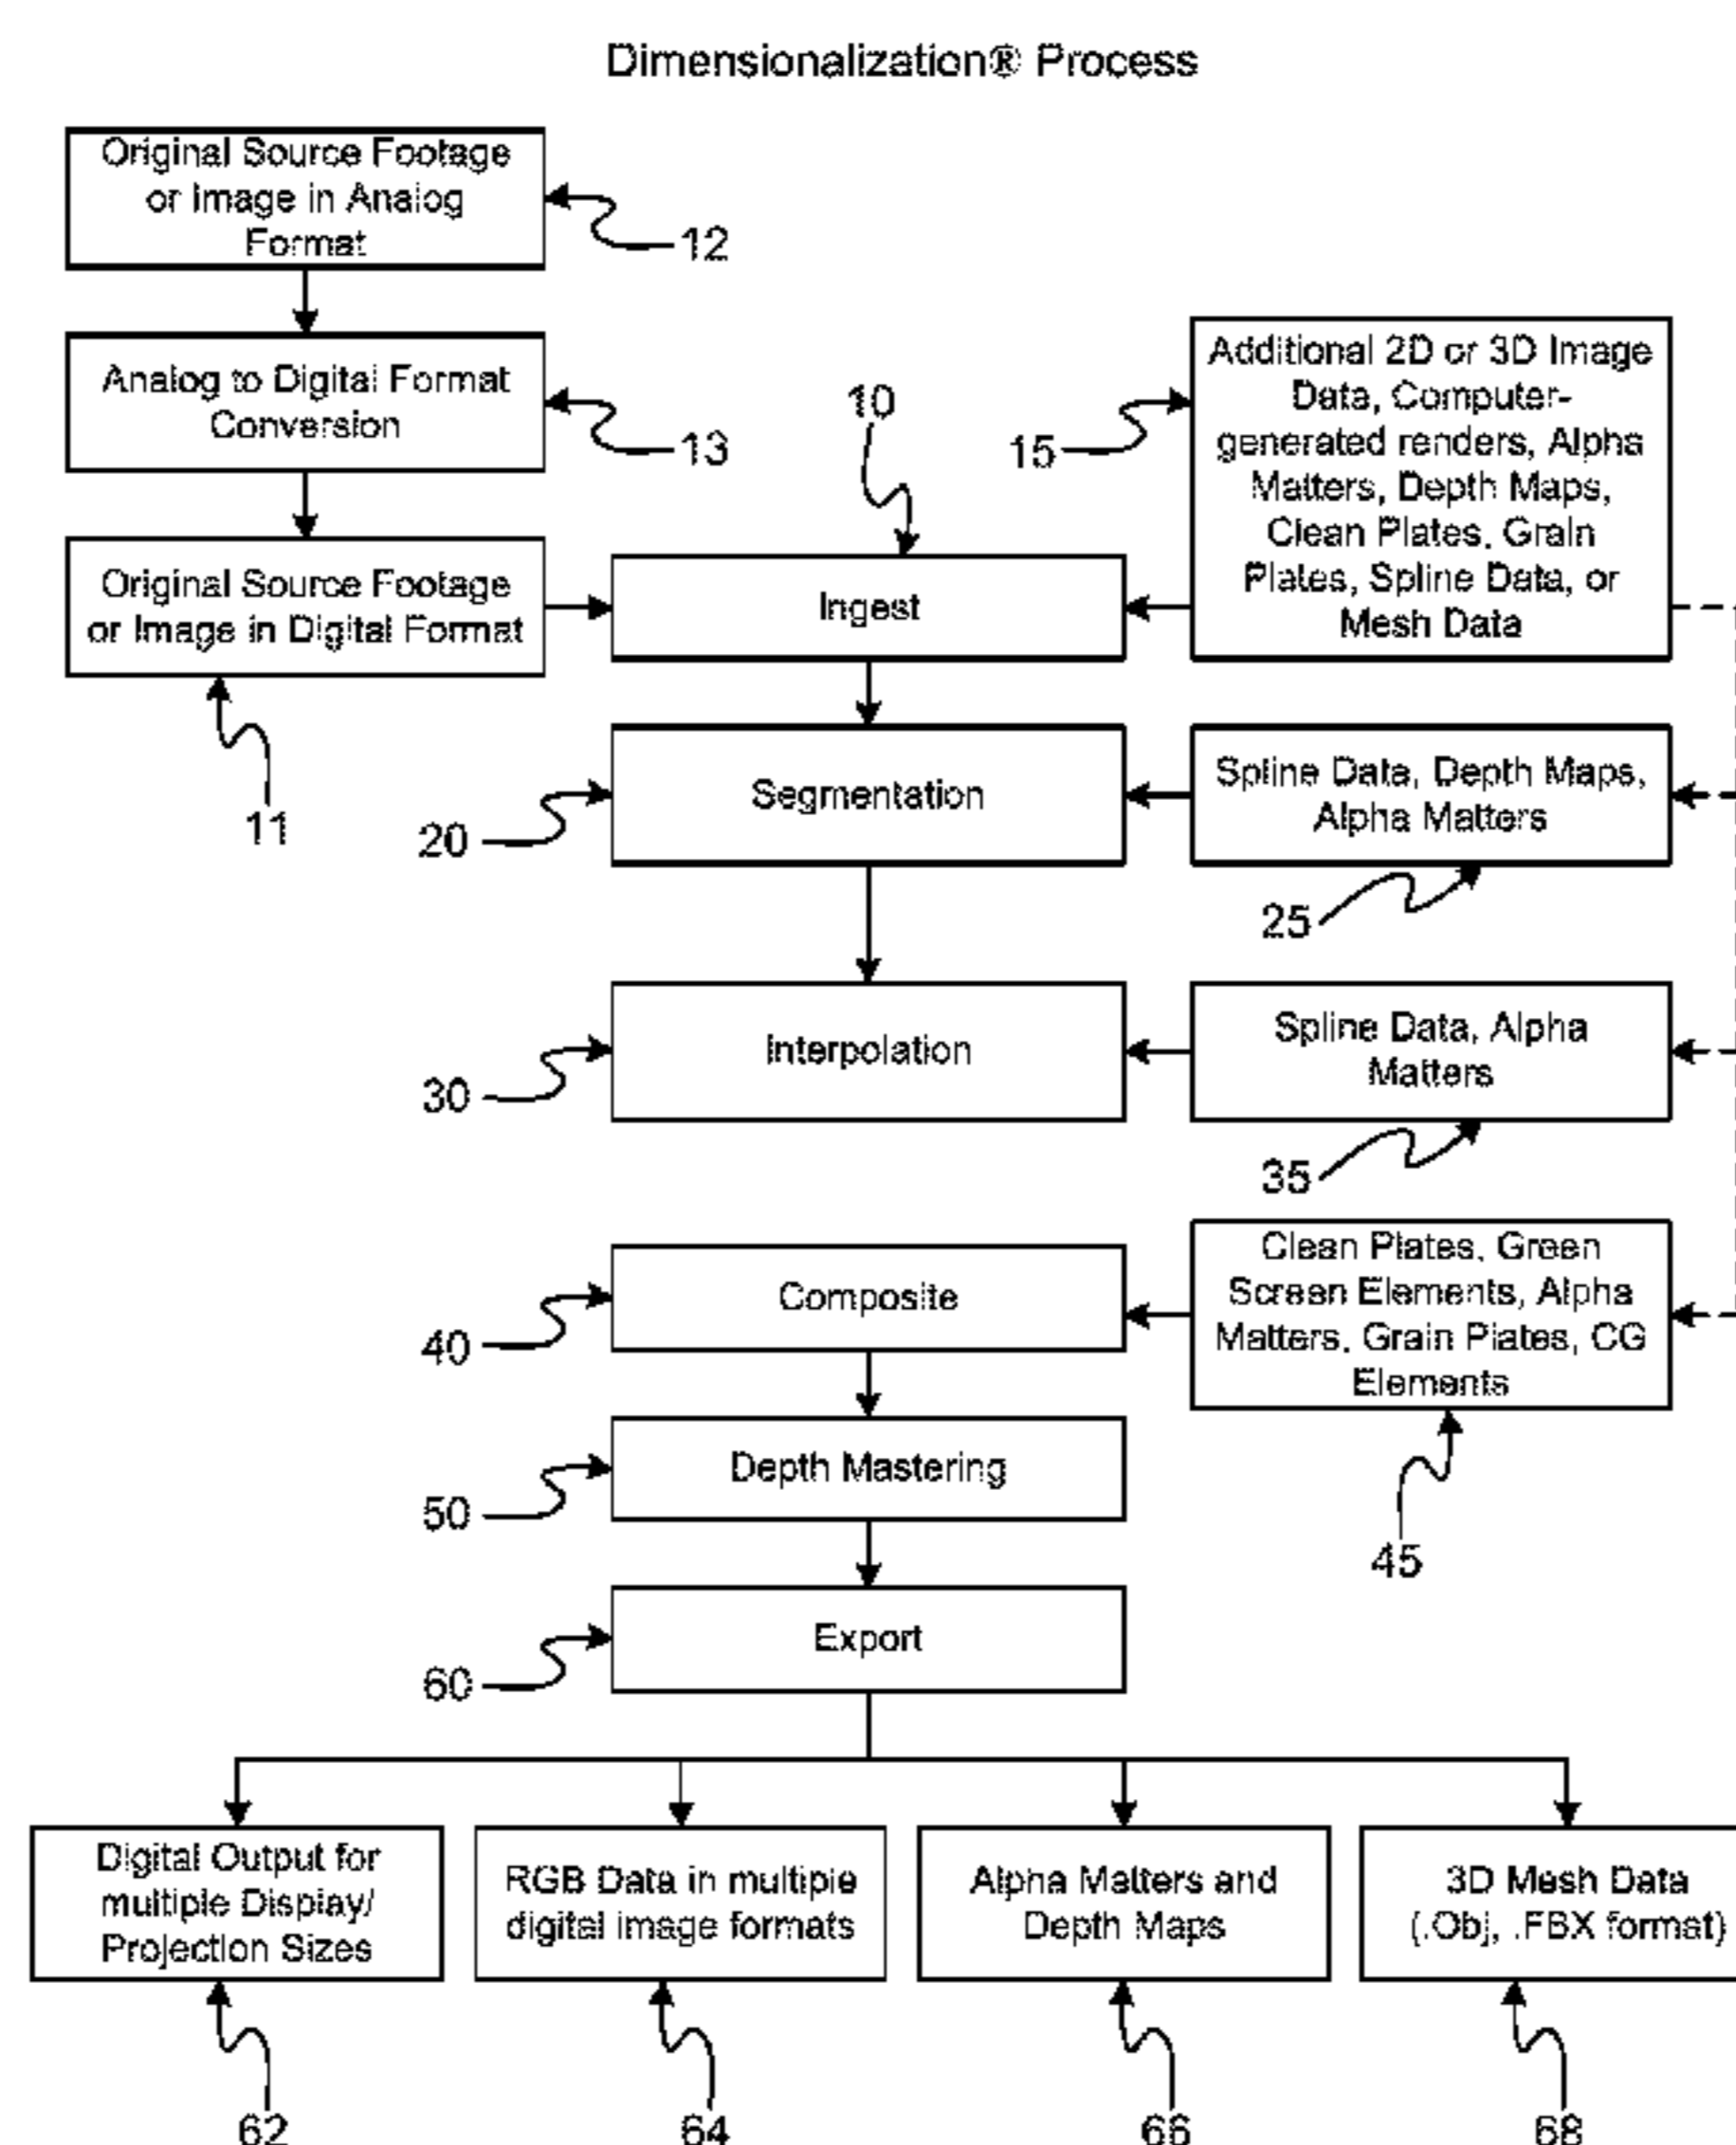 Dimensionalization® Process
Original Source Footage
or Image in Analog
Format
12
Analog to Digital Format
Conversion
13
Original Source Footage
or Image in Digital Format
11
10
Ingest
15
Additional 2D or 3D Image
Data, Computer-
generated renders, Alpha
Matters, Depth Maps,
Clean Plates, Grain
Plates, Spline Data, or
Mesh Data
20
Segmentation
Spline Data, Depth Maps,
Alpha Matters
25
30
Interpolation
Spline Data, Alpha
Matters
35
40
Composite
Clean Plates, Green
Screen Elements, Alpha
Matters, Grain Plates, CG
Elements
45
50
Depth Mastering
60
Export
Digital Output for
multiple Display/
Projection Sizes
62
RGB Data in multiple
digital image formats
64
Alpha Matters and
Depth Maps
66
3D Mesh Data
(.Obj, .FBX format)
68